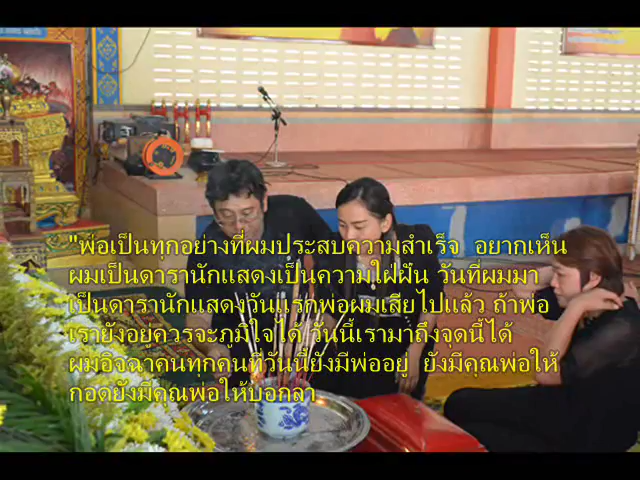 "พ่อเป็นทุกอย่างที่ผมประสบความสำเร็จ อยากเห็น
ผมเป็นดารานักแสดงเป็นความใฝ่ฝัน วันที่ผมมา
เป็นดารานักแสดงวันแรกพ่อผมเสียไปแล้ว ถ้าพ่อ
เรายังอยู่ควรจะภูมิใจ ได้ วันนี้เรามาถึงจุดนี้ได้
ผมอิจฉาคนทุกคนที่วันนี้ยังมีพ่ออยู่ ยังมีคุณพ่อให้
กอดยังมีคุณพ่อให้บอกลา